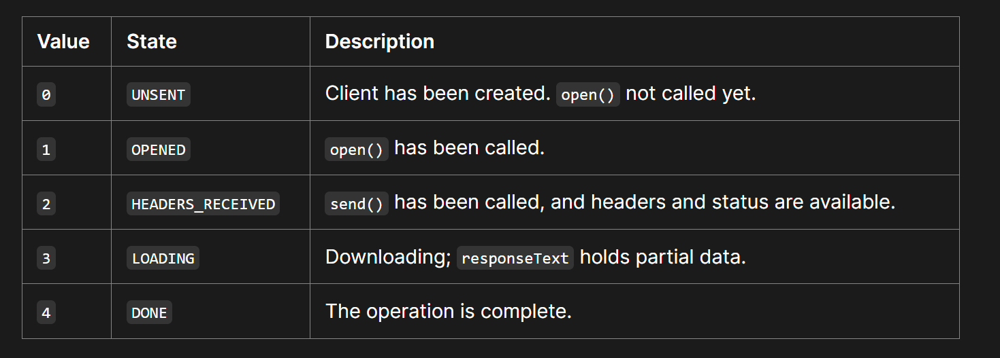 Value State Description
0 UNSENT Client has been created. open() not called yet.
1 OPENED open() has been called.
2 HEADERS_RECEIVED send() has been called, and headers and status are available.
3 LOADING Downloading; responseText holds partial data.
4 DONE The operation is complete.